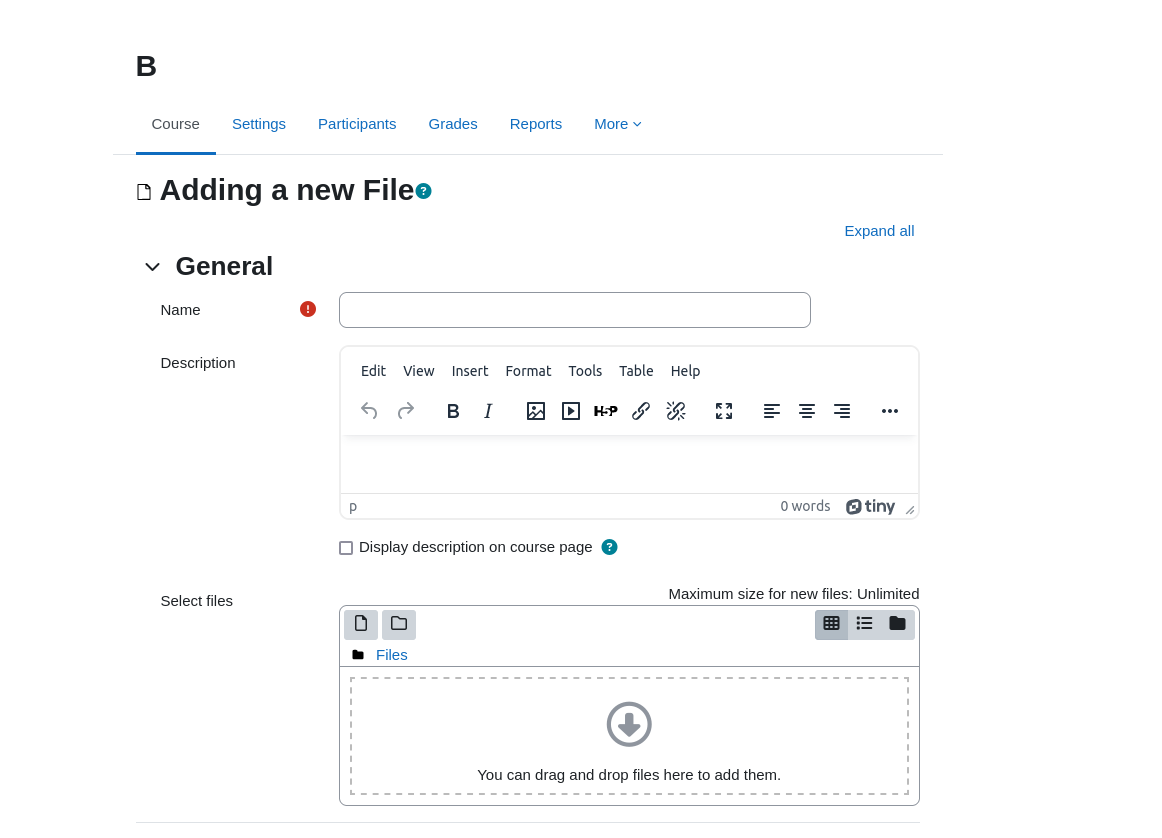 B
Course Settings Participants Grades Reports More
Adding a new File
Expand all
General
Name
Description
Edit View Insert Format Tools Table Help
B I H5P
p 0 words tiny
Display description on course page
Maximum size for new files: Unlimited
Select files
Files
You can drag and drop files here to add them.